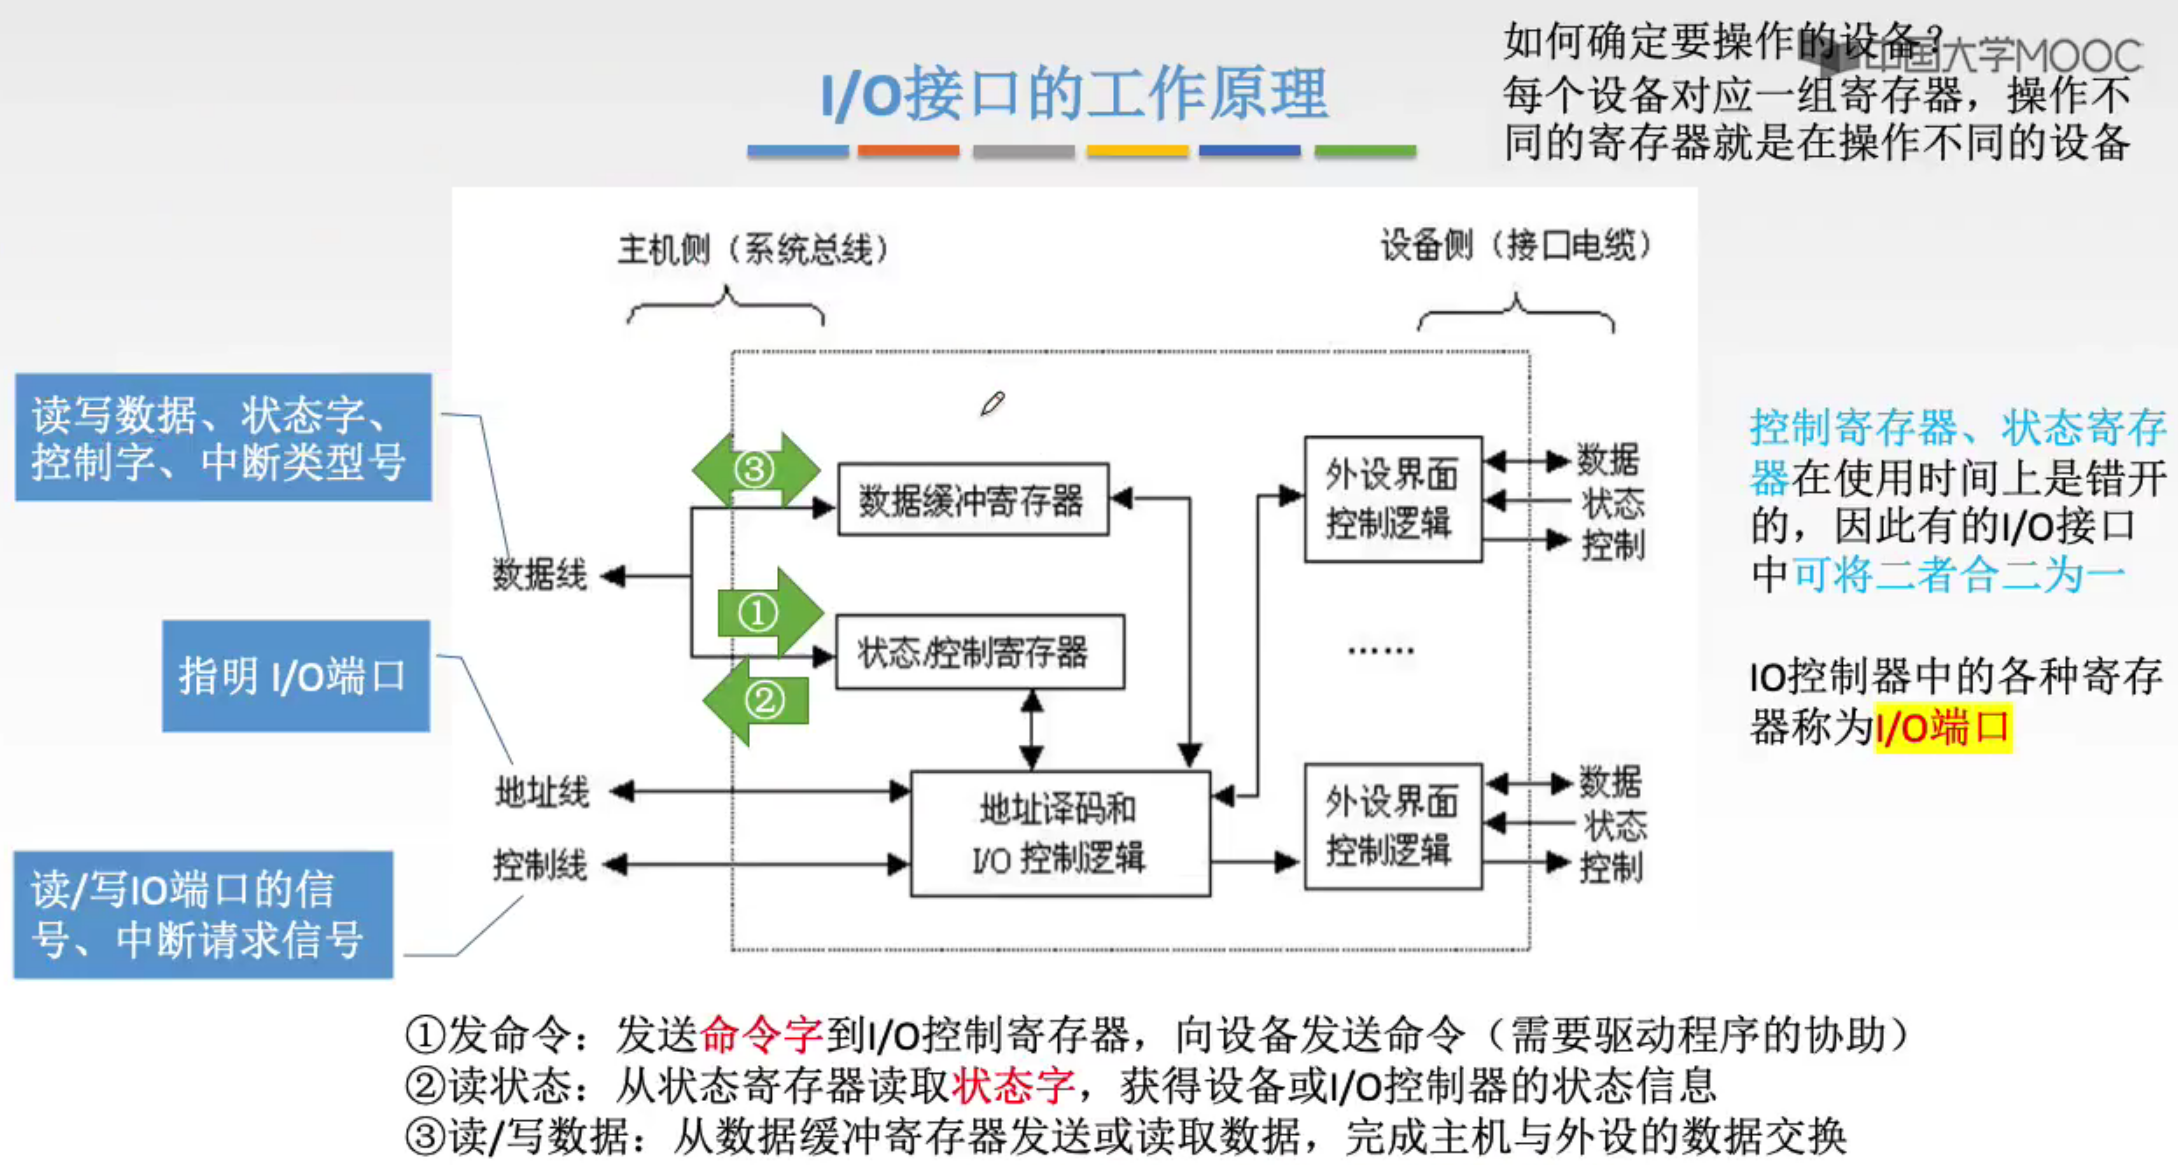 如何确定要操作的设备？
中国大学MOOC
每个设备对应一组寄存器，操作不
同的寄存器就是在操作不同的设备
I/O接口的工作原理
主机侧（系统总线）
设备侧（接口电缆）
读写数据、状态字、
控制字、中断类型号
③
数据缓冲寄存器
外设界面
控制逻辑
数据
状态
控制
控制寄存器、状态寄存
器在使用时间上是错开
的，因此有的I/O接口
中可将二者合二为一
数据线
①
状态/控制寄存器
……
指明 I/O端口
②
IO控制器中的各种寄存
器称为I/O端口
地址线
地址译码和
I/O 控制逻辑
外设界面
控制逻辑
数据
状态
控制
控制线
读/写IO端口的信
号、中断请求信号
①发命令：发送命令字到I/O控制寄存器，向设备发送命令（需要驱动程序的协助）
②读状态：从状态寄存器读取状态字，获得设备或I/O控制器的状态信息
③读/写数据：从数据缓冲寄存器发送或读取数据，完成主机与外设的数据交换